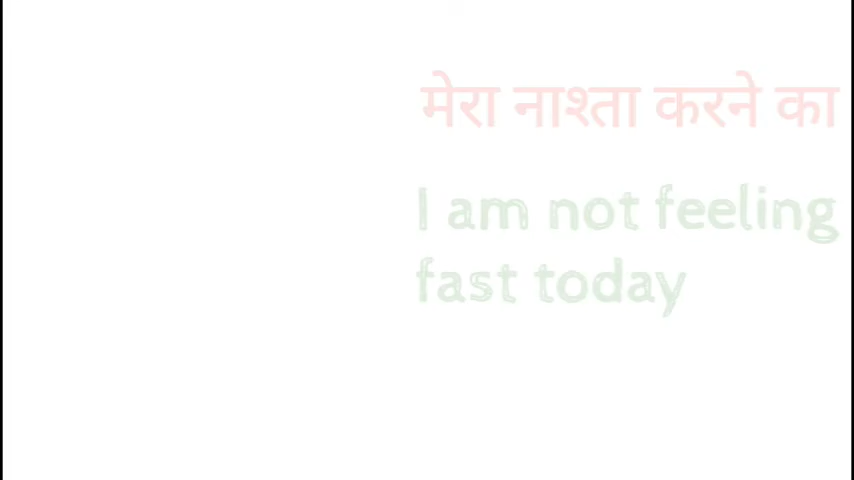 मेरा नाश्ता करने का
I am not feeling
fast today